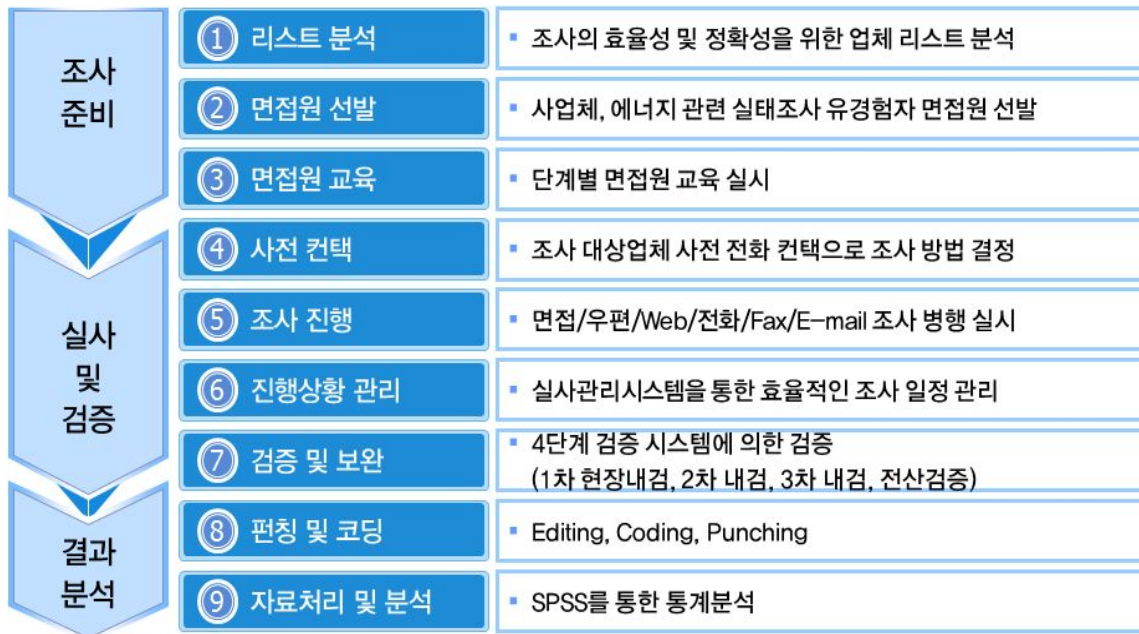 조사
준비
① 리스트 분석
▪ 조사의 효율성 및 정확성을 위한 업체 리스트 분석
② 면접원 선발
▪ 사업체, 에너지 관련 실태조사 유경험자 면접원 선발
③ 면접원 교육
▪ 단계별 면접원 교육 실시
실사
및
검증
④ 사전 컨택
▪ 조사 대상업체 사전 전화 컨택으로 조사 방법 결정
⑤ 조사 진행
▪ 면접/우편/Web/전화/Fax/E-mail 조사 병행 실시
⑥ 진행상황 관리
▪ 실사관리시스템을 통한 효율적인 조사 일정 관리
⑦ 검증 및 보완
▪ 4단계 검증 시스템에 의한 검증
(1차 현장내검, 2차 내검, 3차 내검, 전산검증)
결과
분석
⑧ 펀칭 및 코딩
▪ Editing, Coding, Punching
⑨ 자료처리 및 분석
▪ SPSS를 통한 통계분석